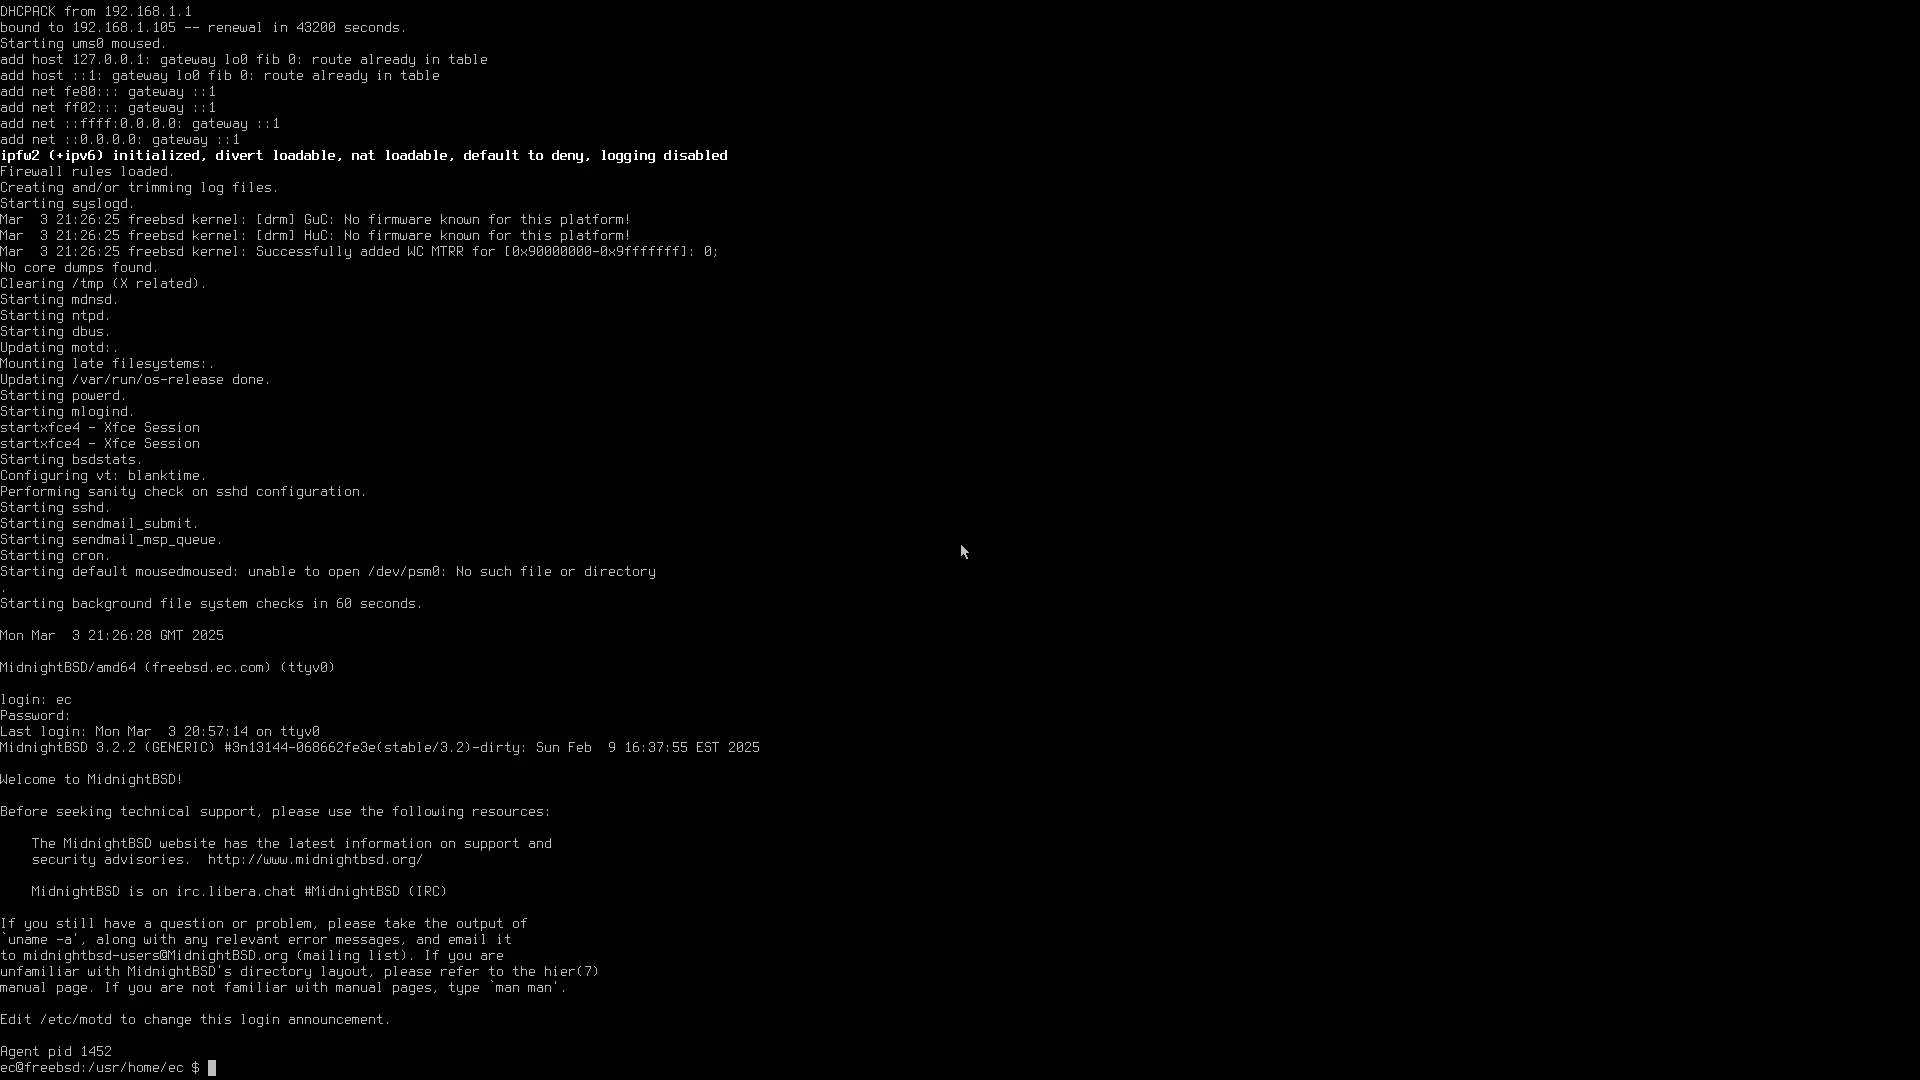 DHCPACK from 192.168.1.1
bound to 192.168.1.105 -- renewal in 43200 seconds.
Starting ums0 moused.
add host 127.0.0.1: gateway lo0 fib 0: route already in table
add host ::1: gateway lo0 fib 0: route already in table
add net fe80::: gateway ::1
add net ff02::: gateway ::1
add net ::ffff:0.0.0.0: gateway ::1
add net ::0.0.0.0: gateway ::1
ipfw2 (+ipv6) initialized, divert loadable, nat loadable, default to deny, logging disabled
Firewall rules loaded.
Creating and/or trimming log files.
Starting syslogd.
Mar  3 21:26:25 freebsd kernel: [drm] GuC: No firmware known for this platform!
Mar  3 21:26:25 freebsd kernel: [drm] HuC: No firmware known for this platform!
Mar  3 21:26:25 freebsd kernel: Successfully added WC MTRR for [0x90000000-0x9fffffff]: 0;
No core dumps found.
Clearing /tmp (X related).
Starting mdnsd.
Starting ntpd.
Starting dbus.
Updating motd:.
Mounting late filesystems:.
Updating /var/run/os-release done.
Starting powerd.
Starting mlogind.
startxfce4 - Xfce Session
startxfce4 - Xfce Session
Starting bsdstats.
Configuring vt: blanktime.
Performing sanity check on sshd configuration.
Starting sshd.
Starting sendmail_submit.
Starting sendmail_msp_queue.
Starting cron.
Starting default mousedmoused: unable to open /dev/psm0: No such file or directory
.
Starting background file system checks in 60 seconds.
Mon Mar  3 21:26:28 GMT 2025
MidnightBSD/amd64 (freebsd.ec.com) (ttyv0)
login: ec
Password:
Last login: Mon Mar  3 20:57:14 on ttyv0
MidnightBSD 3.2.2 (GENERIC) #3n13144-068662fe3e(stable/3.2)-dirty: Sun Feb  9 16:37:55 EST 2025
Welcome to MidnightBSD!
Before seeking technical support, please use the following resources:
The MidnightBSD website has the latest information on support and
security advisories.  http://www.midnightbsd.org/
MidnightBSD is on irc.libera.chat #MidnightBSD (IRC)
If you still have a question or problem, please take the output of
`uname -a', along with any relevant error messages, and email it
to midnightbsd-users@MidnightBSD.org (mailing list). If you are
unfamiliar with MidnightBSD's directory layout, please refer to the hier(7)
manual page. If you are not familiar with manual pages, type `man man'.
Edit /etc/motd to change this login announcement.
Agent pid 1452
ec@freebsd:/usr/home/ec $